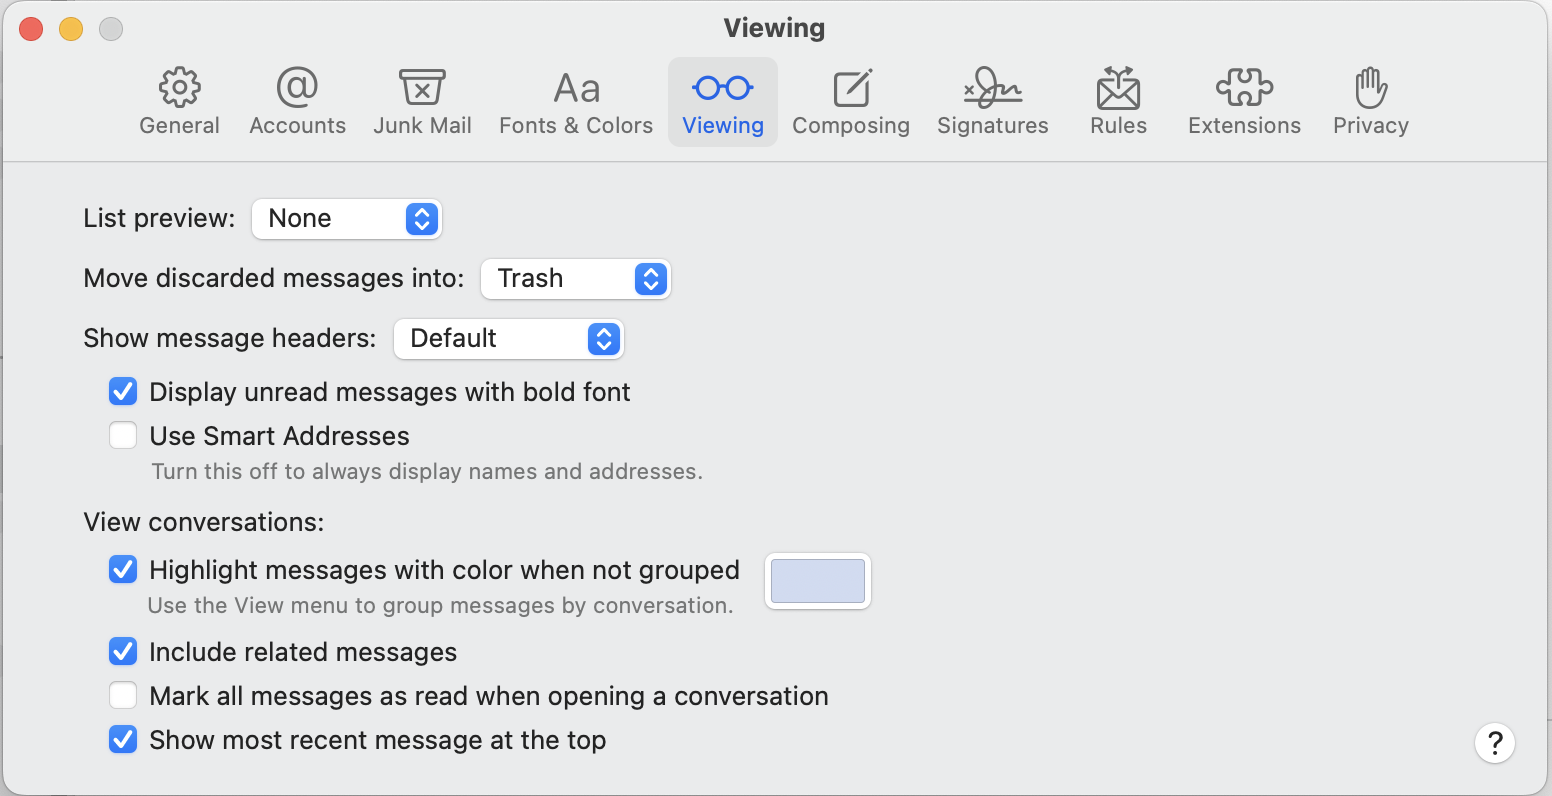 Viewing
General
Accounts
Junk Mail
Aa
Fonts & Colors
Viewing
Composing
Signatures
Rules
Extensions
Privacy
List preview: None
Move discarded messages into: Trash
Show message headers: Default
Display unread messages with bold font
Use Smart Addresses
Turn this off to always display names and addresses.
View conversations:
Highlight messages with color when not grouped
Use the View menu to group messages by conversation.
Include related messages
Mark all messages as read when opening a conversation
Show most recent message at the top
?